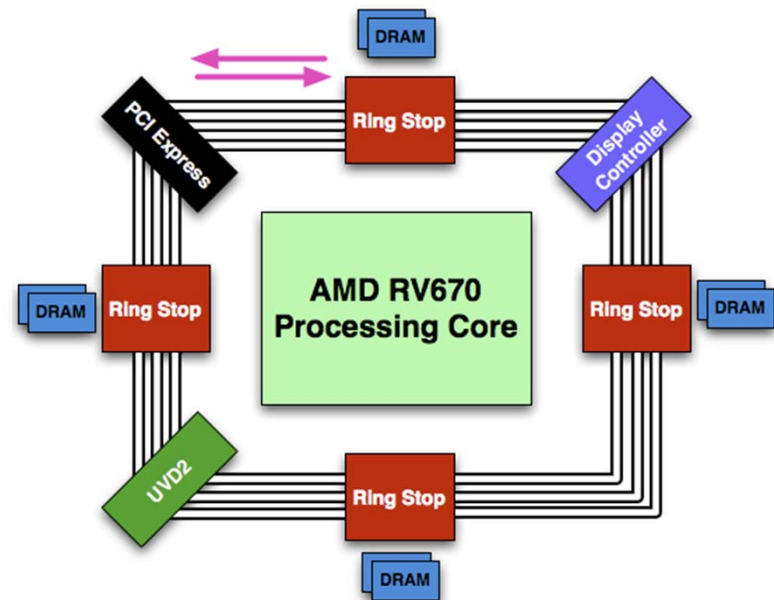 DRAM
PCI Express
Ring Stop
Display
Controller
DRAM
Ring Stop
AMD RV670
Processing Core
Ring Stop
DRAM
UVD2
Ring Stop
DRAM